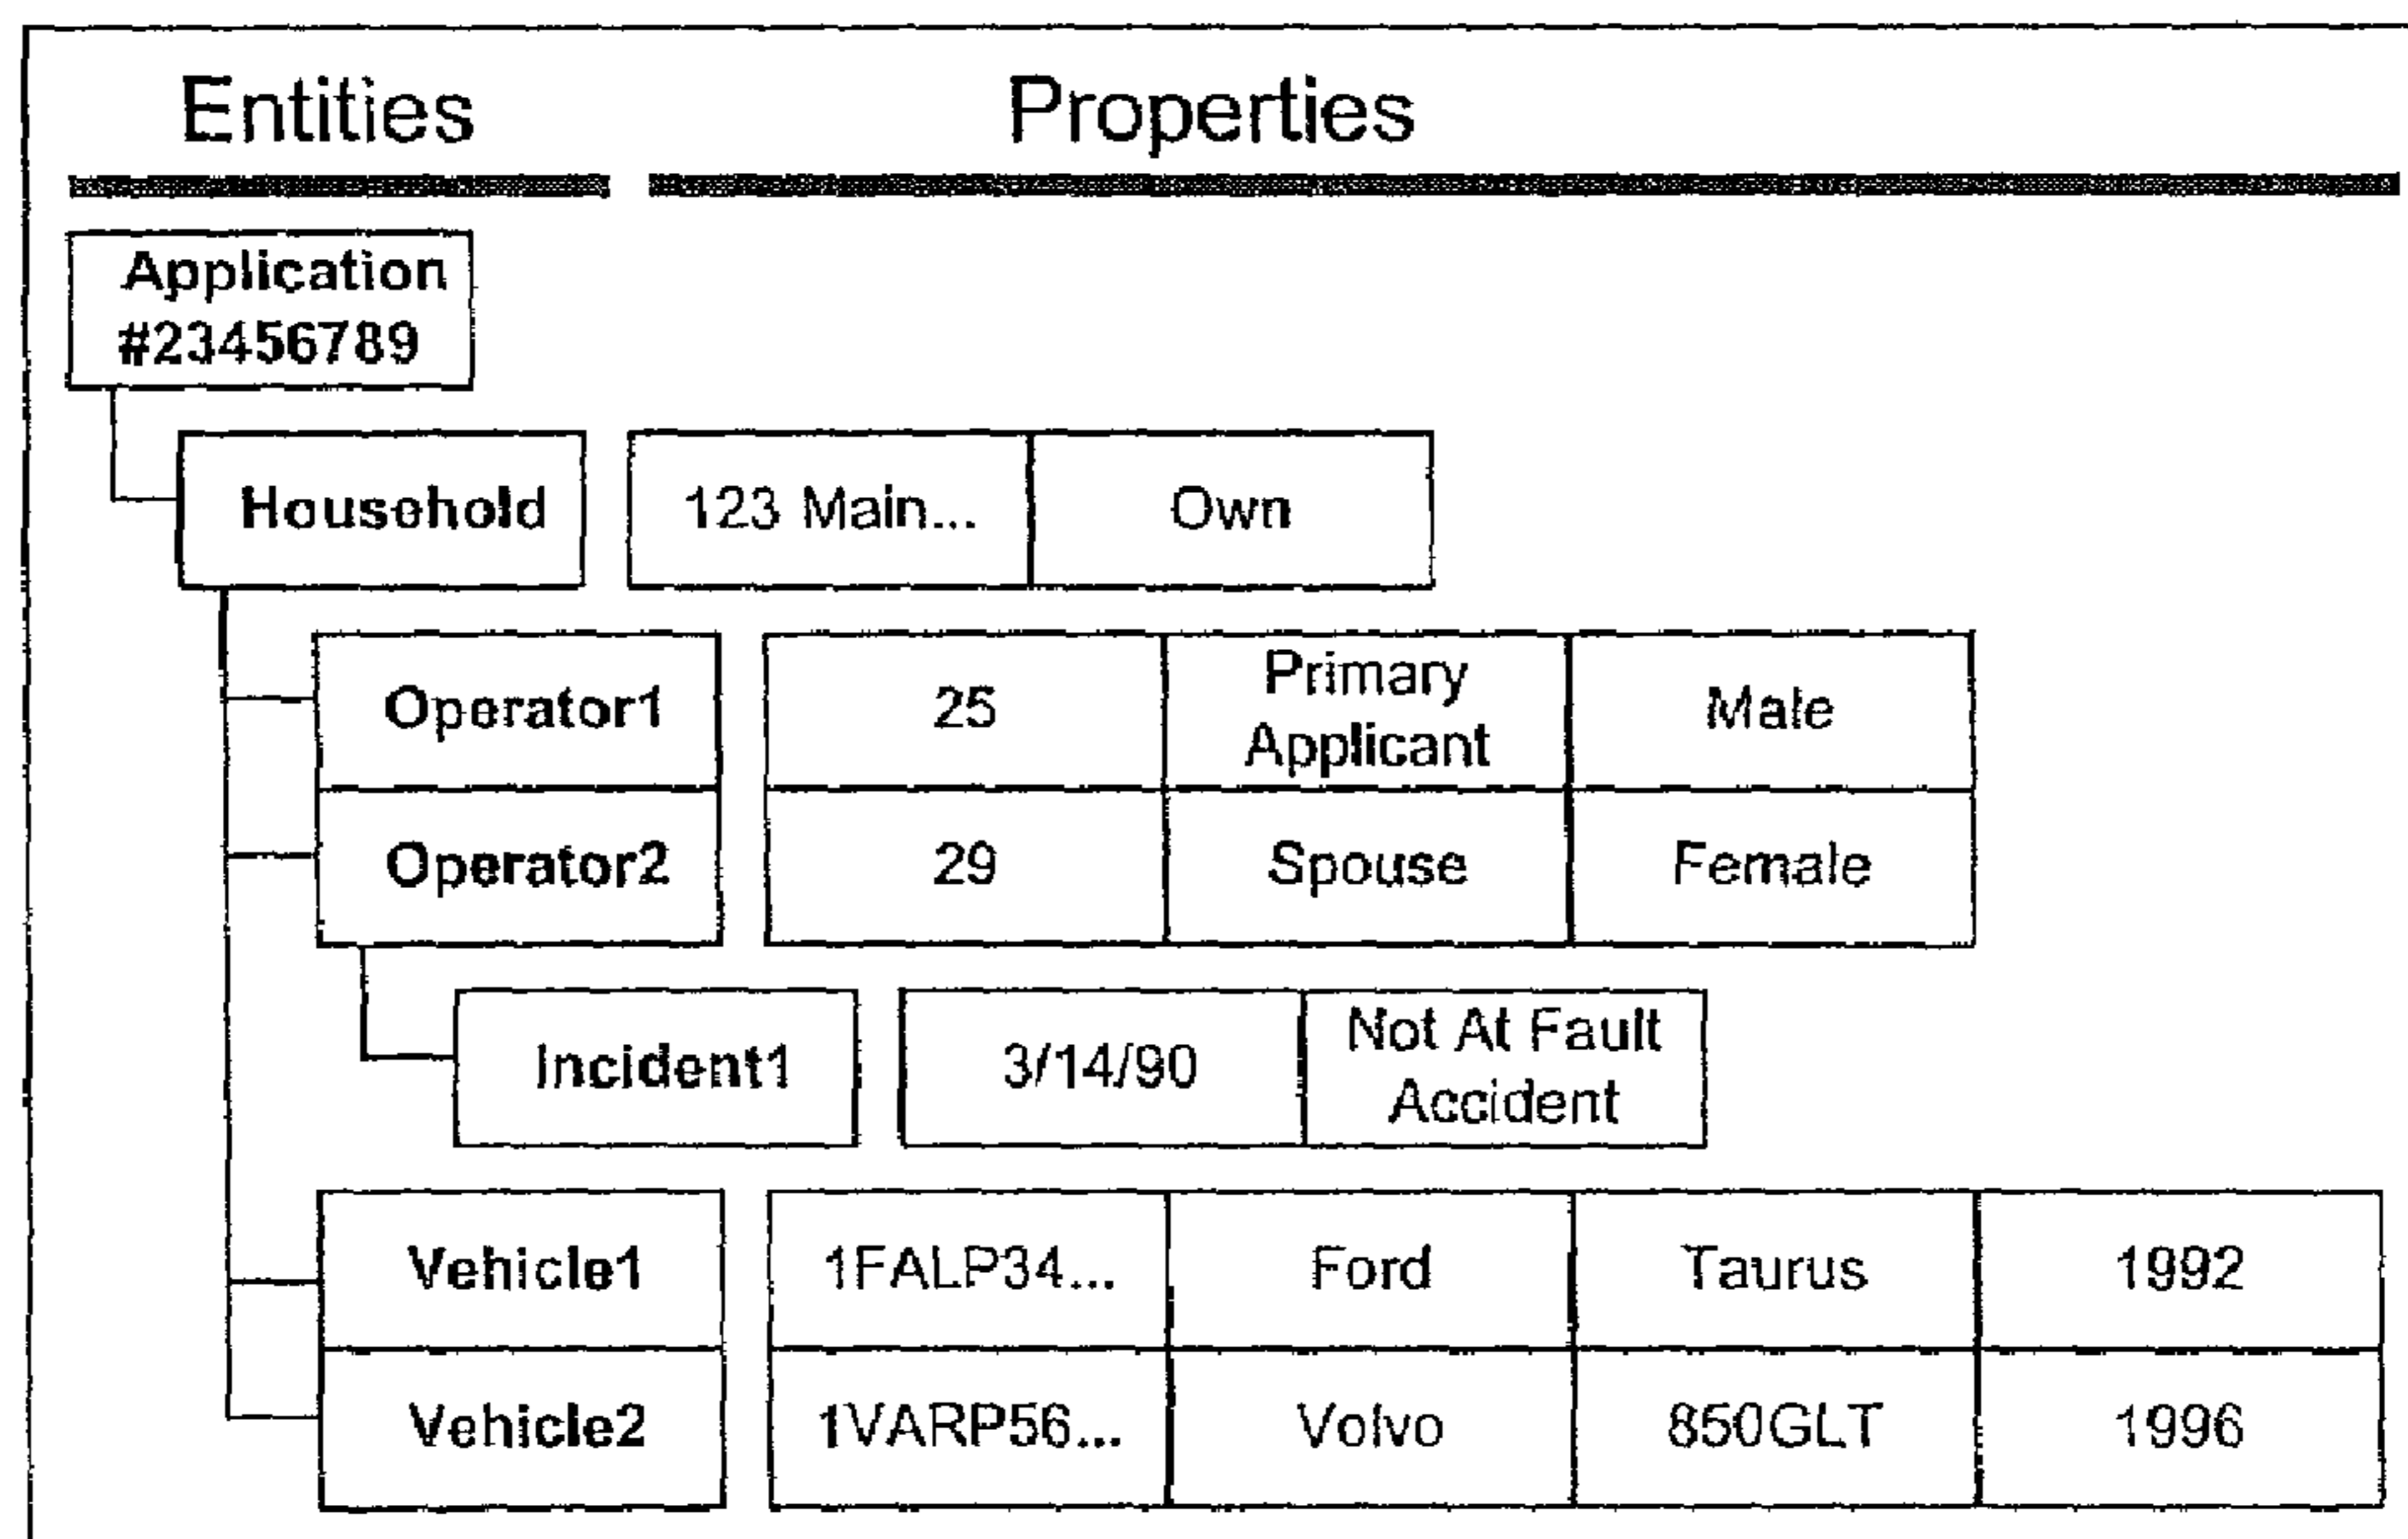 Entities Properties
Application
#23456789
Household 123 Main... Own
Operator1 25 Primary
Applicant Male
Operator2 29 Spouse Female
Incident1 3/14/90 Not At Fault
Accident
Vehicle1 1FALP34... Ford Taurus 1992
Vehicle2 1VARP56... Volvo 850GLT 1996